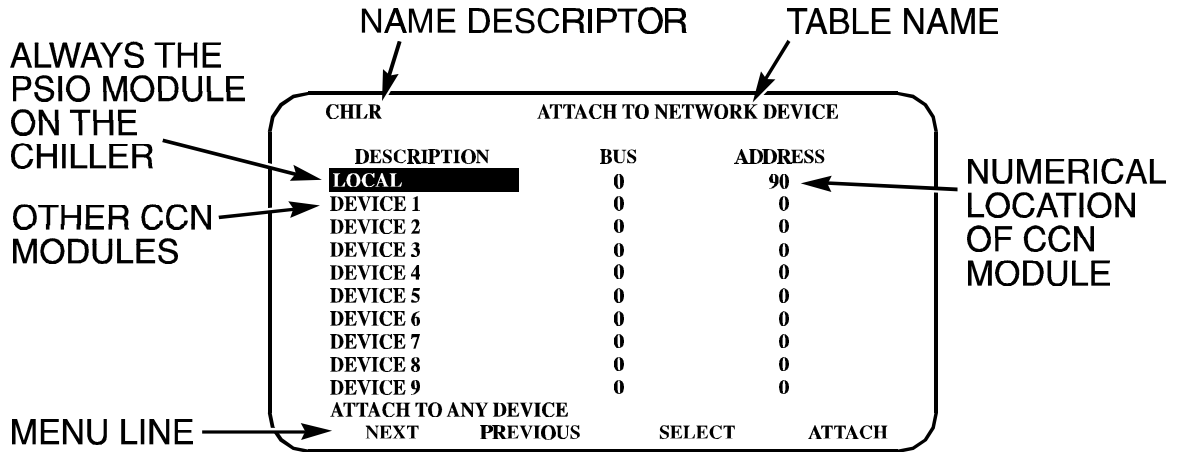 NAME DESCRIPTOR
TABLE NAME
ALWAYS THE
PSIO MODULE
ON THE
CHILLER
OTHER CCN
MODULES
MENU LINE
CHLR ATTACH TO NETWORK DEVICE
DESCRIPTION BUS ADDRESS
LOCAL 0 90
DEVICE 1 0 0
DEVICE 2 0 0
DEVICE 3 0 0
DEVICE 4 0 0
DEVICE 5 0 0
DEVICE 6 0 0
DEVICE 7 0 0
DEVICE 8 0 0
DEVICE 9 0 0
ATTACH TO ANY DEVICE
NEXT PREVIOUS SELECT ATTACH
NUMERICAL
LOCATION
OF CCN
MODULE